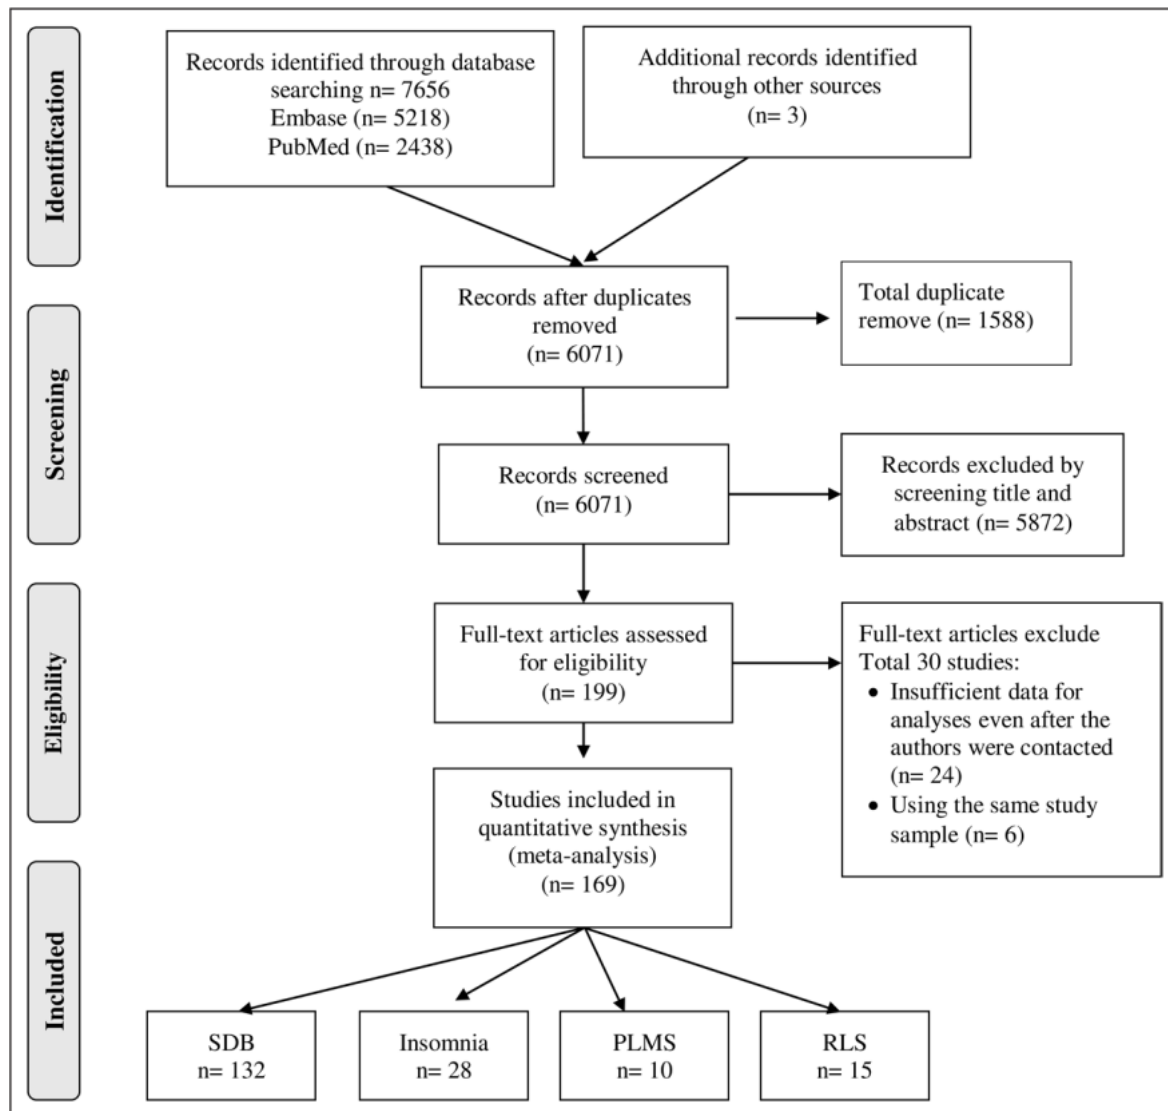 Identification
Records identified through database
searching n= 7656
Embase (n= 5218)
PubMed (n= 2438)
Additional records identified
through other sources
(n= 3)
Screening
Records after duplicates
removed
(n= 6071)
Total duplicate
remove (n= 1588)
Records screened
(n= 6071)
Records excluded by
screening title and
abstract (n= 5872)
Eligibility
Full-text articles assessed
for eligibility
(n= 199)
Full-text articles exclude
Total 30 studies:
• Insufficient data for
analyses even after the
authors were contacted
(n= 24)
• Using the same study
sample (n= 6)
Studies included in
quantitative synthesis
(meta-analysis)
(n= 169)
Included
SDB
n= 132
Insomnia
n= 28
PLMS
n= 10
RLS
n= 15